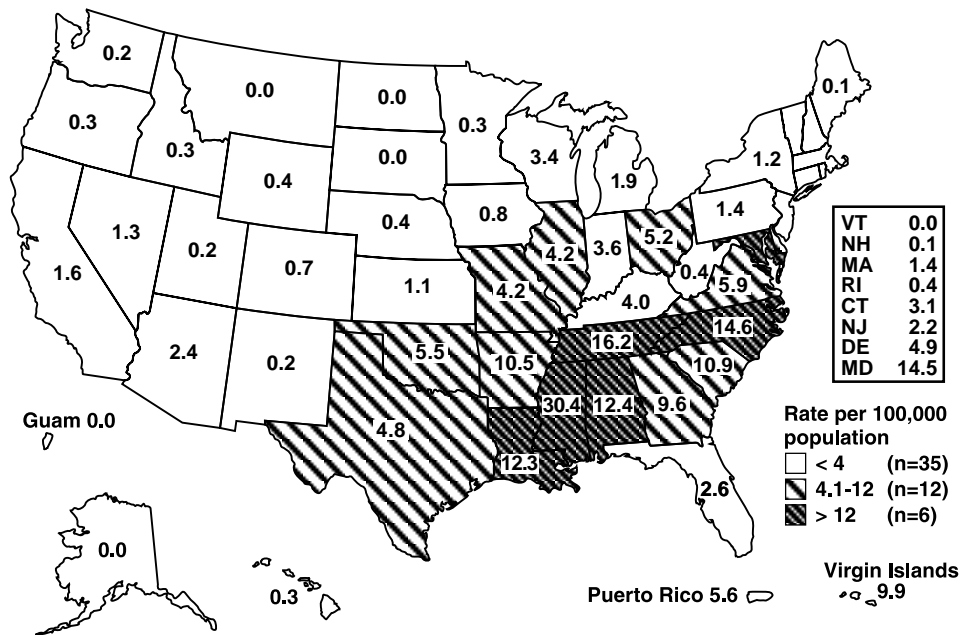 0.2
0.0
0.0
0.3
0.1
0.3
0.3
0.0
3.4
1.9
1.2
0.4
0.4
0.8
1.4
1.3
0.2
0.7
4.2
3.6
5.2
0.4
5.9
1.6
1.1
4.2
4.0
14.6
2.4
0.2
5.5
10.5
16.2
10.9
4.8
30.4
12.4
9.6
12.3
2.6
VT 0.0
NH 0.1
MA 1.4
RI 0.4
CT 3.1
NJ 2.2
DE 4.9
MD 14.5
Rate per 100,000
population
< 4 (n=35)
4.1-12 (n=12)
> 12 (n=6)
Guam 0.0
0.0
0.3
Puerto Rico 5.6
Virgin Islands
9.9